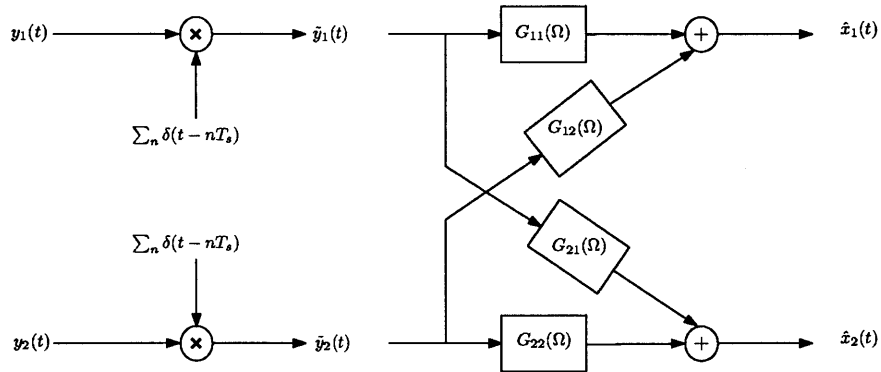 y₁(t) × ỹ₁(t) G₁₁(Ω) + x̂₁(t)
∑ₙ δ(t − nTₛ) G₁₂(Ω)
∑ₙ δ(t − nTₛ) G₂₁(Ω)
y₂(t) × ỹ₂(t) G₂₂(Ω) + x̂₂(t)